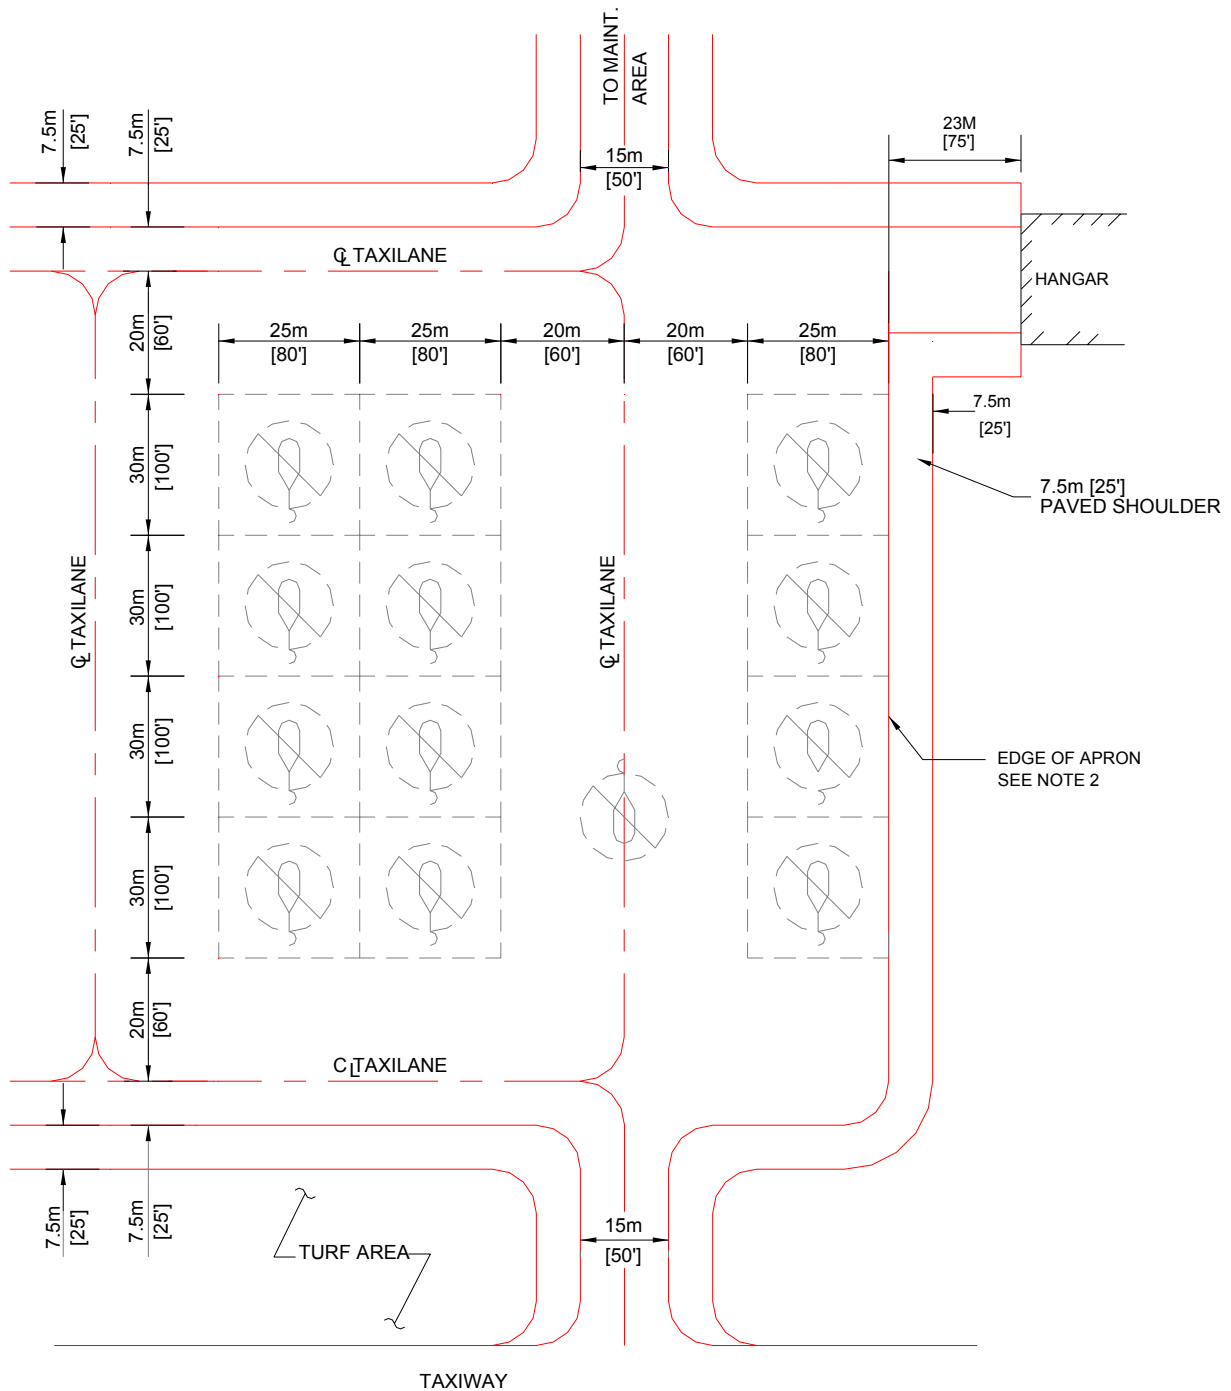 TO MAINT.
AREA
7.5m
[25']
7.5m
[25']
23M
[75']
15m
[50']
℄ TAXILANE
HANGAR
20m
[60']
25m
[80']
25m
[80']
20m
[60']
20m
[60']
25m
[80']
7.5m
[25']
30m
[100']
7.5m [25']
PAVED SHOULDER
30m
[100']
℄ TAXILANE
℄ TAXILANE
30m
[100']
EDGE OF APRON
SEE NOTE 2
30m
[100']
20m
[60']
℄ TAXILANE
7.5m
[25']
7.5m
[25']
15m
[50']
TURF AREA
TAXIWAY